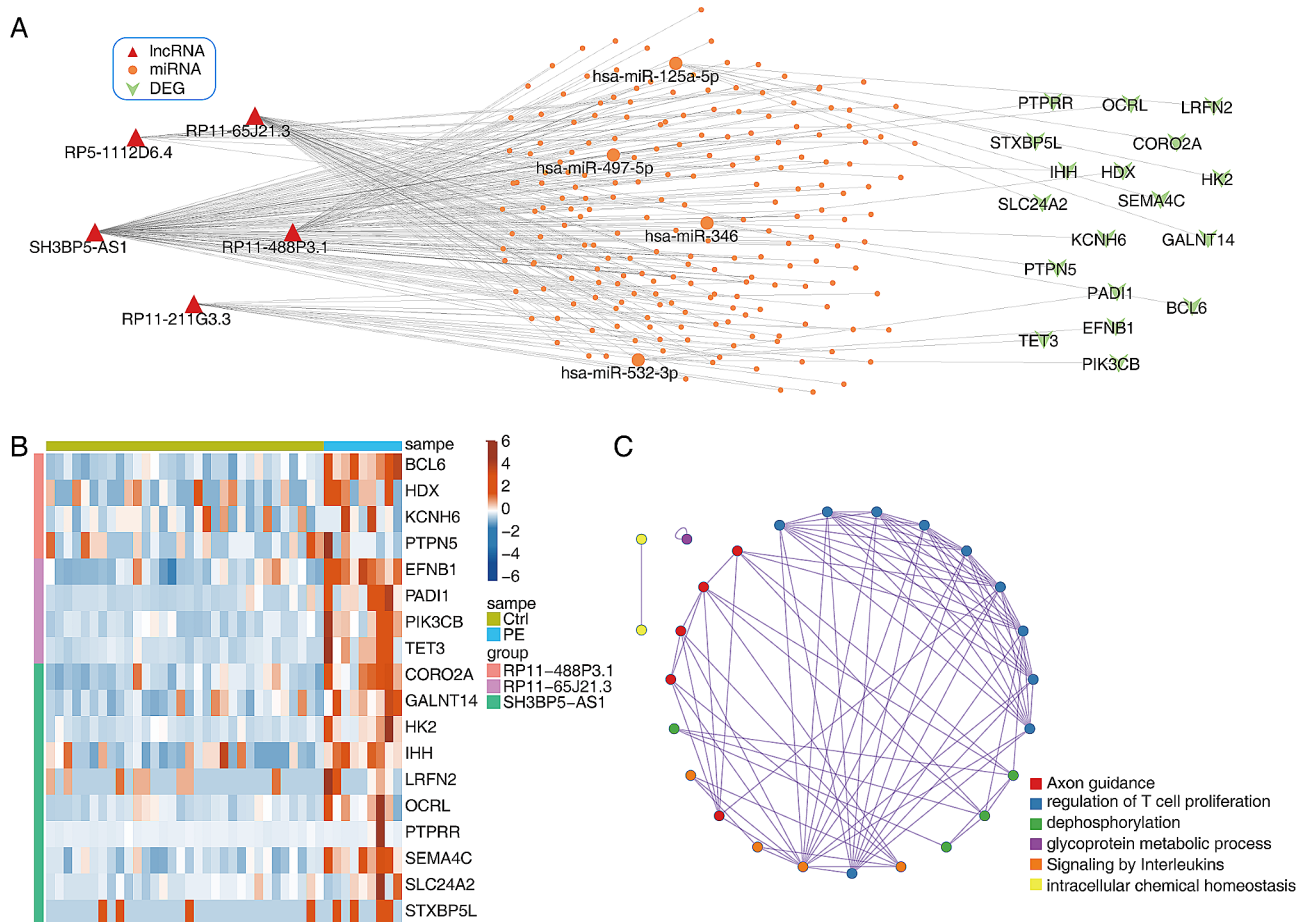 A
lncRNA
miRNA
DEG
RP11-65J21.3
RP5-1112D6.4
SH3BP5-AS1
RP11-488P3.1
RP11-211G3.3
hsa-miR-125a-5p
hsa-miR-497-5p
hsa-miR-346
hsa-miR-532-3p
PTPRR
OCRL
LRFN2
STXBP5L
CORO2A
IHH
HDX
HK2
SLC24A2
SEMA4C
KCNH6
GALNT14
PTPN5
PADI1
BCL6
EFNB1
TET3
PIK3CB
B
sampe
BCL6
HDX
KCNH6
PTPN5
EFNB1
PADI1
PIK3CB
TET3
CORO2A
GALNT14
HK2
IHH
LRFN2
OCRL
PTPRR
SEMA4C
SLC24A2
STXBP5L
6
4
2
0
−2
−4
−6
sampe
Ctrl
PE
group
RP11−488P3.1
RP11−65J21.3
SH3BP5−AS1
C
Axon guidance
regulation of T cell proliferation
dephosphorylation
glycoprotein metabolic process
Signaling by Interleukins
intracellular chemical homeostasis